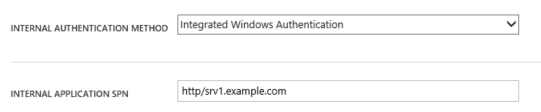 INTERNAL AUTHENTICATION METHOD
Integrated Windows Authentication
INTERNAL APPLICATION SPN
http/srv1.example.com